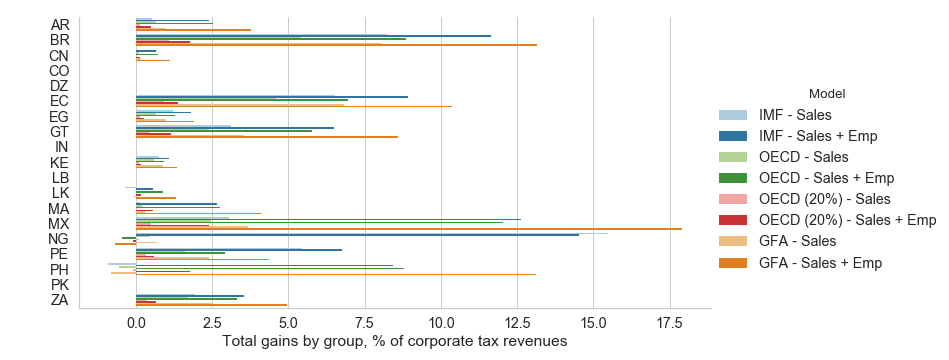 AR
BR
CN
CO
DZ
EC
EG
GT
IN
KE
LB
LK
MA
MX
NG
PE
PH
PK
ZA
0.0 2.5 5.0 7.5 10.0 12.5 15.0 17.5
Total gains by group, % of corporate tax revenues
Model
IMF - Sales
IMF - Sales + Emp
OECD - Sales
OECD - Sales + Emp
OECD (20%) - Sales
OECD (20%) - Sales + Emp
GFA - Sales
GFA - Sales + Emp